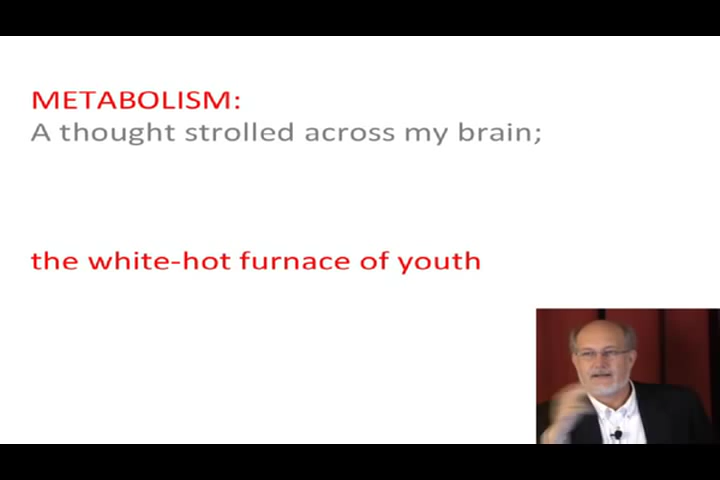 METABOLISM:
A thought strolled across my brain;
the white-hot furnace of youth